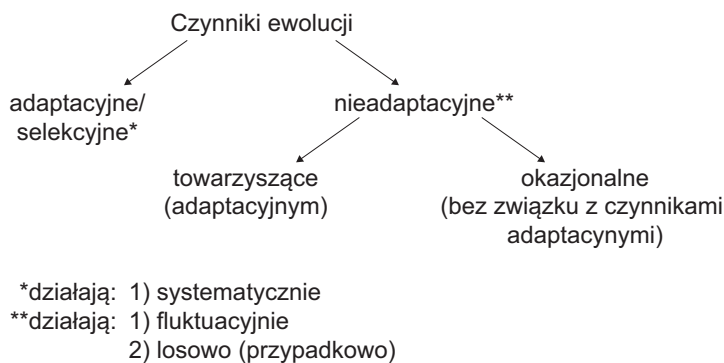 Czynniki ewolucji
adaptacyjne/
selekcyjne*
nieadaptacyjne**
towarzyszące
(adaptacyjnym)
okazjonalne
(bez związku z czynnikami
adaptacynymi)
*działają: 1) systematycznie
**działają: 1) fluktuacyjnie
2) losowo (przypadkowo)